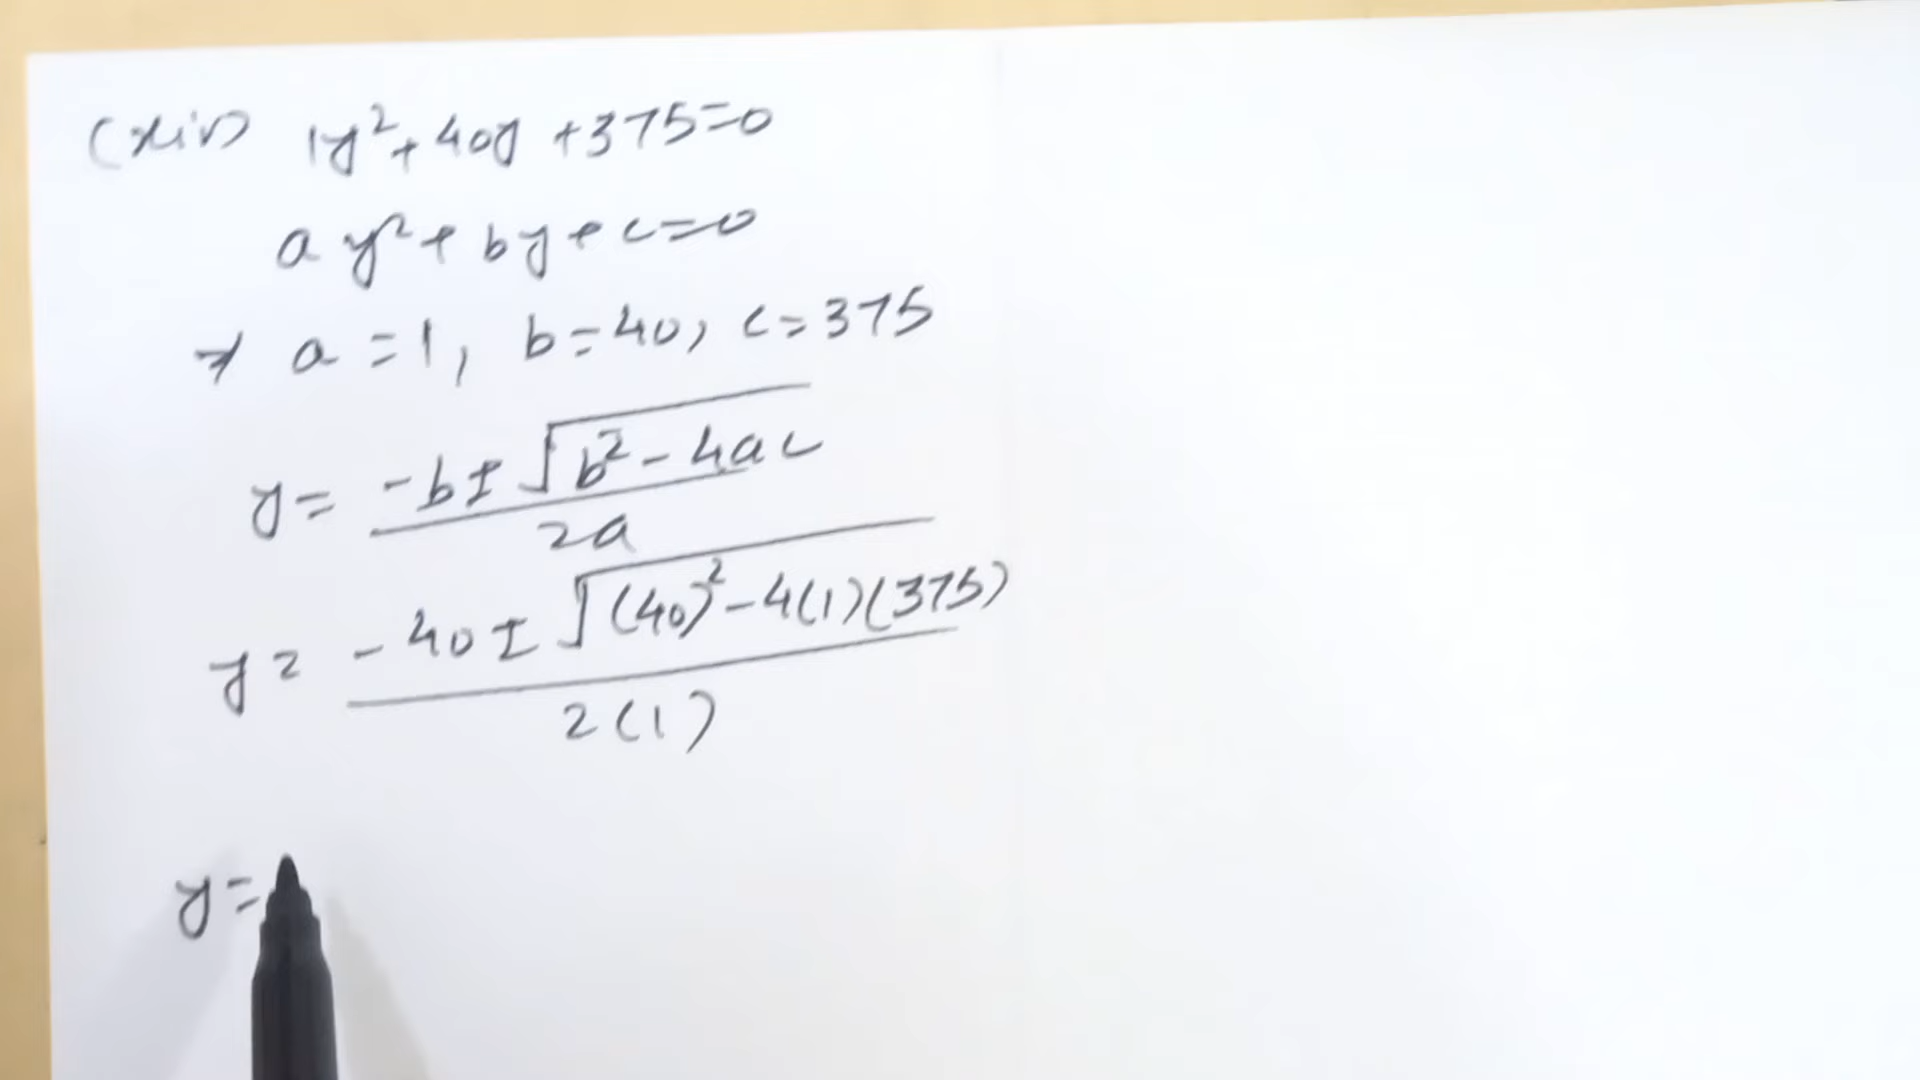 (xiv) 1y²+40y+375=0
ay²+by+c=0
⇒ a=1, b=40, c=375
y= -b±√b²-4ac / 2a
y= -40±√(40)²-4(1)(375) / 2(1)
y=